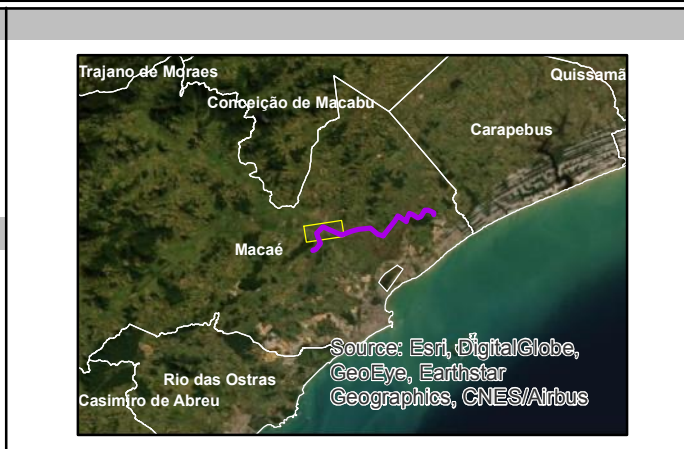 Trajano de Moraes
Quissamã
Conceição de Macabu
Carapebus
Macaé
Source: Esri, DigitalGlobe,
GeoEye, Earthstar
Geographics, CNES/Airbus
Rio das Ostras
Casimiro de Abreu